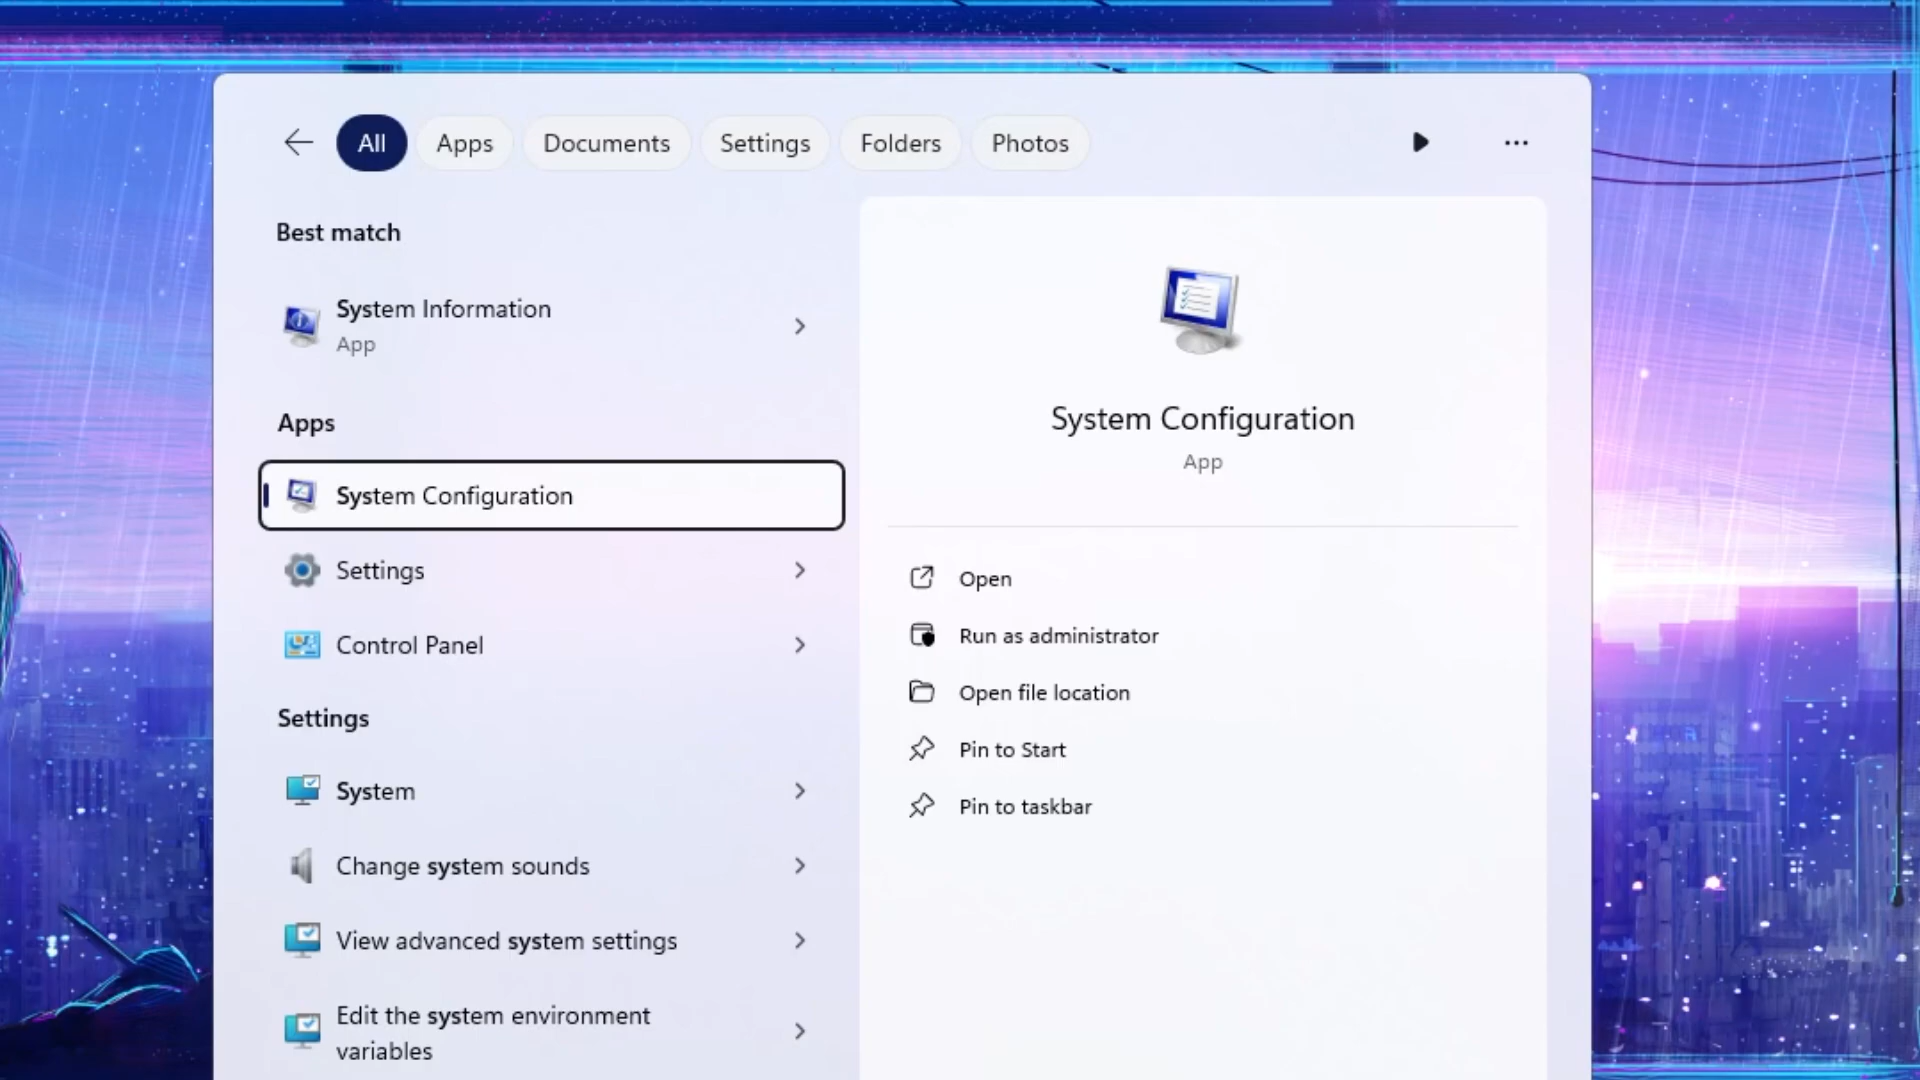 All
Apps
Documents
Settings
Folders
Photos
Best match
System Information
App
Apps
System Configuration
Settings
Control Panel
Settings
System
Change system sounds
View advanced system settings
Edit the system environment
variables
System Configuration
App
Open
Run as administrator
Open file location
Pin to Start
Pin to taskbar